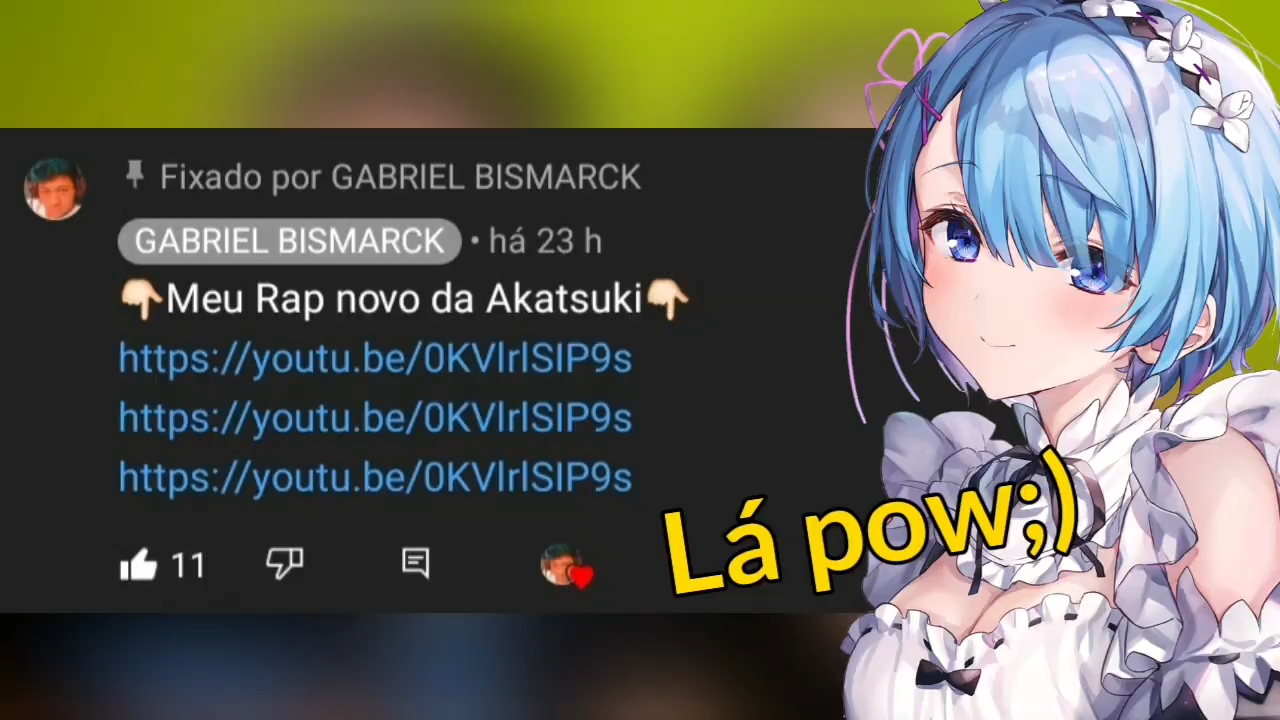 Fixado por GABRIEL BISMARCK
GABRIEL BISMARCK • há 23 h
👇🏻Meu Rap novo da Akatsuki👇🏻
https://youtu.be/0KVlrlSIP9s
https://youtu.be/0KVlrlSIP9s
https://youtu.be/0KVlrlSIP9s
11
Lá pow;)